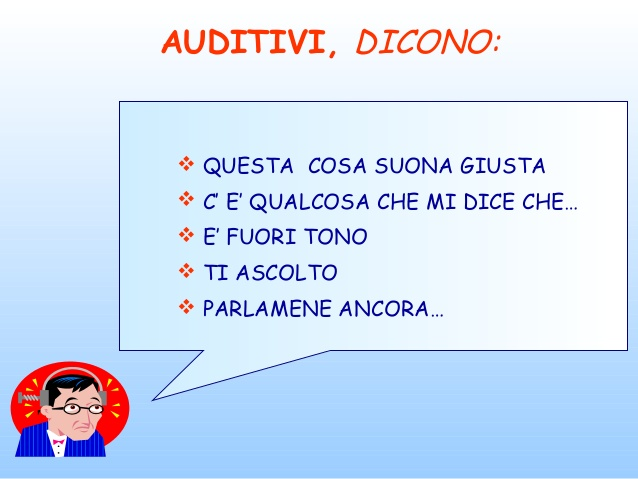 AUDITIVI, DICONO:
❖ QUESTA COSA SUONA GIUSTA
❖ C' E' QUALCOSA CHE MI DICE CHE…
❖ E' FUORI TONO
❖ TI ASCOLTO
❖ PARLAMENE ANCORA…